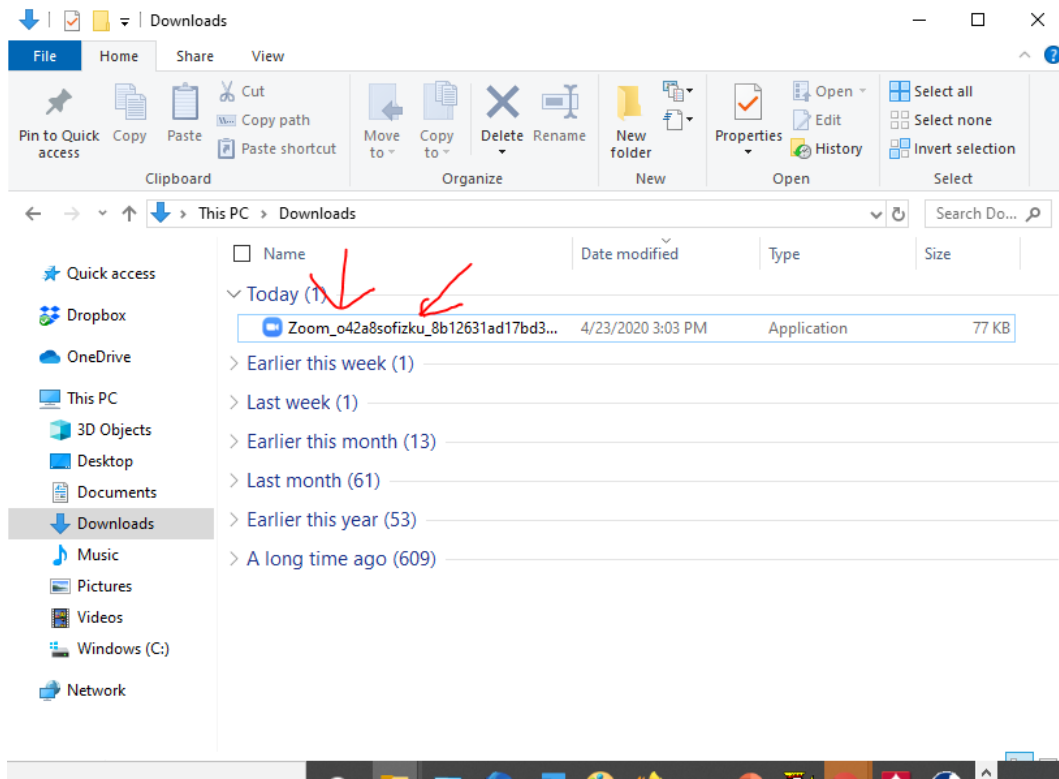 Downloads
File Home Share View
Pin to Quick access
Copy
Paste
Cut
Copy path
Paste shortcut
Move to
Copy to
Delete
Rename
New folder
Properties
Open
Edit
History
Select all
Select none
Invert selection
Clipboard Organize New Open Select
This PC > Downloads
Search Do...
Name Date modified Type Size
Quick access
Dropbox
OneDrive
This PC
3D Objects
Desktop
Documents
Downloads
Music
Pictures
Videos
Windows (C:)
Network
Today (1)
Zoom_o42a8sofizku_8b12631ad17bd3... 4/23/2020 3:03 PM Application 77 KB
Earlier this week (1)
Last week (1)
Earlier this month (13)
Last month (61)
Earlier this year (53)
A long time ago (609)